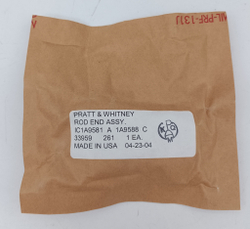 MIL-PRF-131J
PRATT & WHITNEY
ROD END ASSY.
IC1A9581 A 1A9588 C
33959 261 1 EA.
MADE IN USA 04-23-04